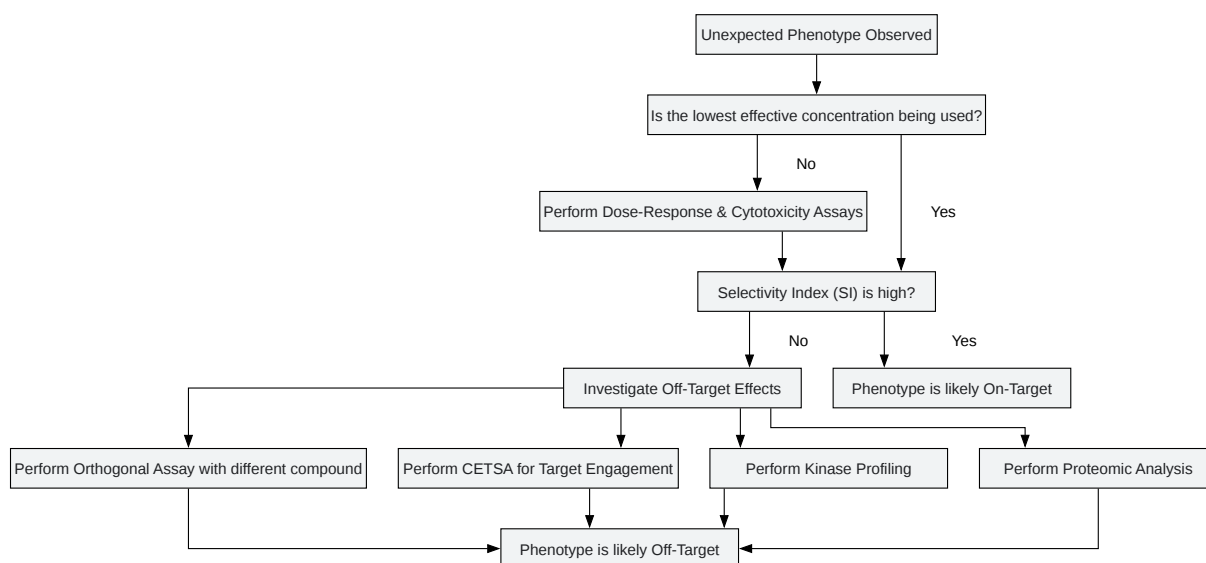 Unexpected Phenotype Observed
Is the lowest effective concentration being used?
No
Perform Dose-Response & Cytotoxicity Assays
Yes
Selectivity Index (SI) is high?
No
Yes
Investigate Off-Target Effects
Phenotype is likely On-Target
Perform Orthogonal Assay with different compound
Perform CETSA for Target Engagement
Perform Kinase Profiling
Perform Proteomic Analysis
Phenotype is likely Off-Target